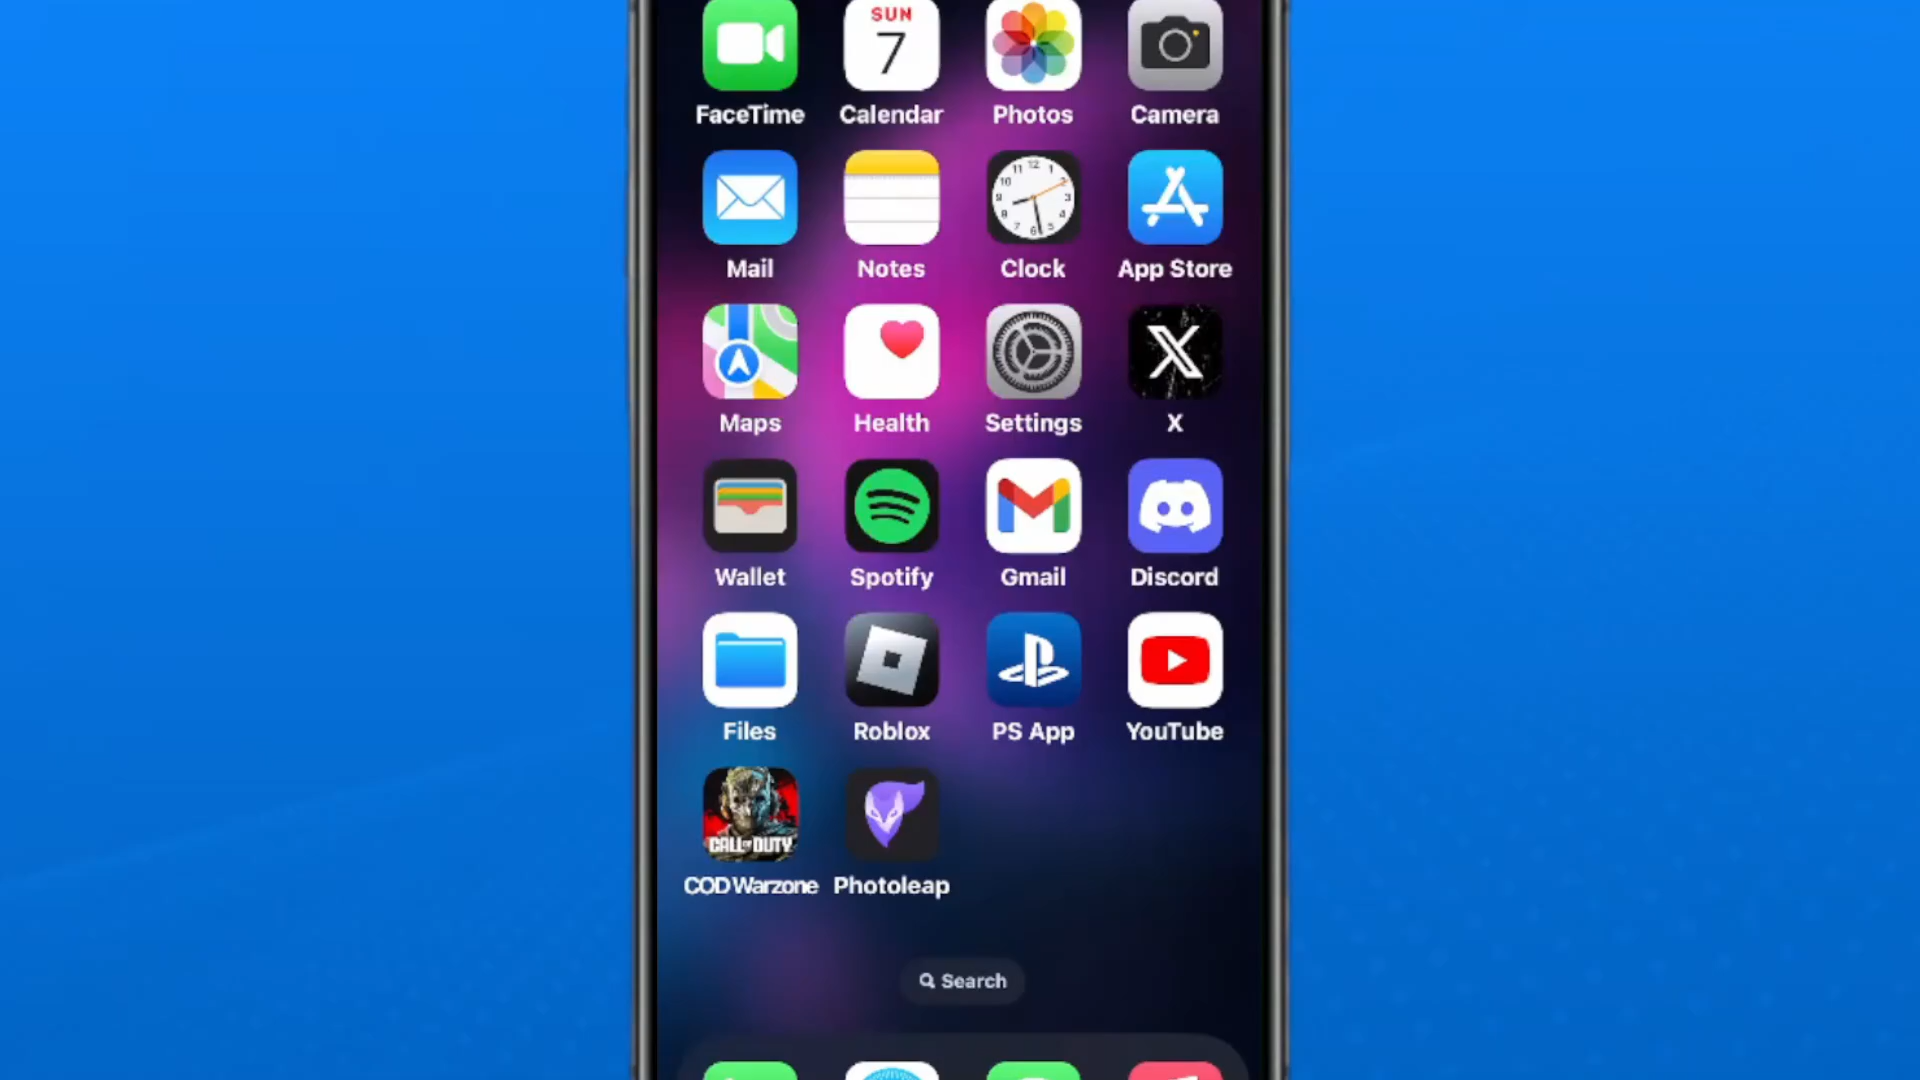 SUN
7
FaceTime Calendar Photos Camera
Mail Notes Clock App Store
Maps Health Settings X
Wallet Spotify Gmail Discord
Files Roblox PS App YouTube
CALL OF DUTY
COD Warzone Photoleap
Search